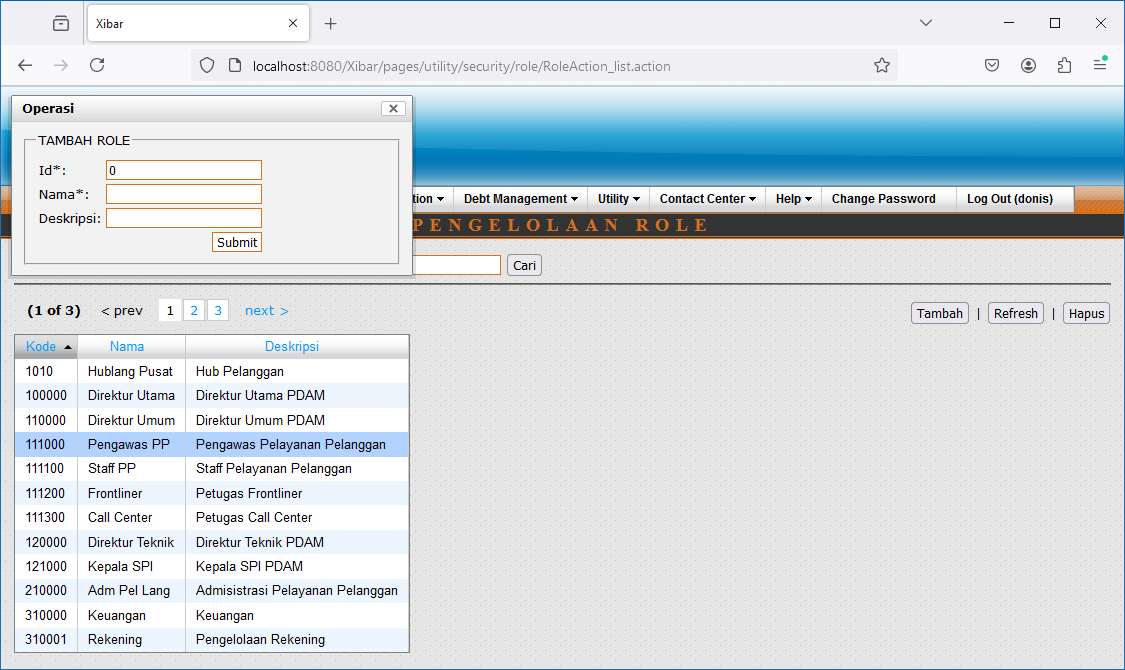 Xibar
localhost:8080/Xibar/pages/utility/security/role/RoleAction_list.action
Operasi
TAMBAH ROLE
Id*: 0
Nama*:
Deskripsi:
Submit
tion Debt Management Utility Contact Center Help Change Password Log Out (donis)
PENGELOLAAN ROLE
Cari
(1 of 3) < prev 1 2 3 next > Tambah | Refresh | Hapus
Kode Nama Deskripsi
1010 Hublang Pusat Hub Pelanggan
100000 Direktur Utama Direktur Utama PDAM
110000 Direktur Umum Direktur Umum PDAM
111000 Pengawas PP Pengawas Pelayanan Pelanggan
111100 Staff PP Staff Pelayanan Pelanggan
111200 Frontliner Petugas Frontliner
111300 Call Center Petugas Call Center
120000 Direktur Teknik Direktur Teknik PDAM
121000 Kepala SPI Kepala SPI PDAM
210000 Adm Pel Lang Admisistrasi Pelayanan Pelanggan
310000 Keuangan Keuangan
310001 Rekening Pengelolaan Rekening